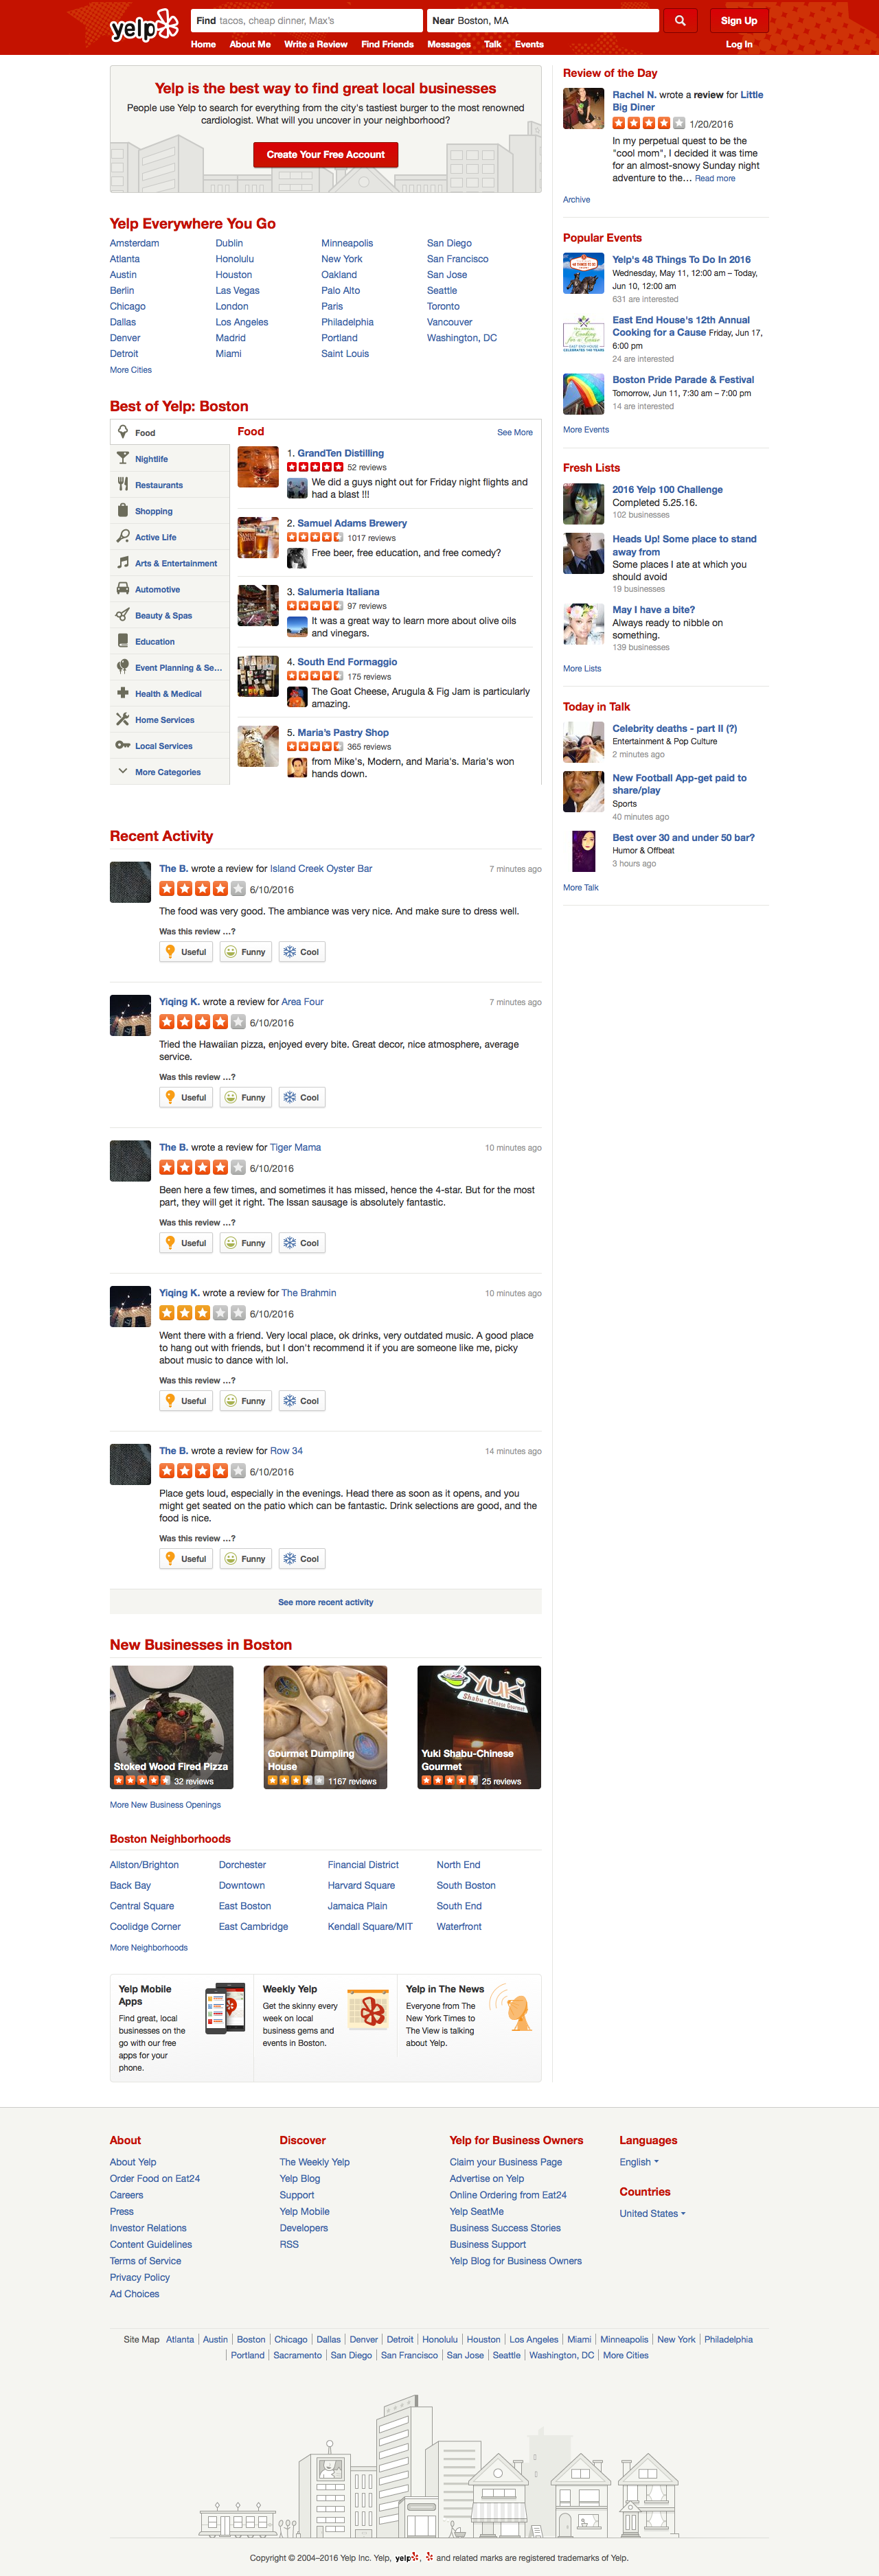 yelp
Find tacos, cheap dinner, Max's
Near Boston, MA
Sign Up
Home About Me Write a Review Find Friends Messages Talk Events
Log In
Yelp is the best way to find great local businesses
People use Yelp to search for everything from the city's tastiest burger to the most renowned
cardiologist. What will you uncover in your neighborhood?
Create Your Free Account
Yelp Everywhere You Go
Amsterdam Dublin Minneapolis San Diego
Atlanta Honolulu New York San Francisco
Austin Houston Oakland San Jose
Berlin Las Vegas Palo Alto Seattle
Chicago London Paris Toronto
Dallas Los Angeles Philadelphia Vancouver
Denver Madrid Portland Washington, DC
Detroit Miami Saint Louis
More Cities
Best of Yelp: Boston
Food
Nightlife
Restaurants
Shopping
Active Life
Arts & Entertainment
Automotive
Beauty & Spas
Education
Event Planning & Se...
Health & Medical
Home Services
Local Services
More Categories
Food
See More
1. GrandTen Distilling
52 reviews
We did a guys night out for Friday night flights and
had a blast !!!
2. Samuel Adams Brewery
1017 reviews
Free beer, free education, and free comedy?
3. Salumeria Italiana
97 reviews
It was a great way to learn more about olive oils
and vinegars.
4. South End Formaggio
175 reviews
The Goat Cheese, Arugula & Fig Jam is particularly
amazing.
5. Maria's Pastry Shop
365 reviews
from Mike's, Modern, and Maria's. Maria's won
hands down.
Recent Activity
The B. wrote a review for Island Creek Oyster Bar
7 minutes ago
6/10/2016
The food was very good. The ambiance was very nice. And make sure to dress well.
Was this review ...?
Useful Funny Cool
Yiqing K. wrote a review for Area Four
7 minutes ago
6/10/2016
Tried the Hawaiian pizza, enjoyed every bite. Great decor, nice atmosphere, average
service.
Was this review ...?
Useful Funny Cool
The B. wrote a review for Tiger Mama
10 minutes ago
6/10/2016
Been here a few times, and sometimes it has missed, hence the 4-star. But for the most
part, they will get it right. The Issan sausage is absolutely fantastic.
Was this review ...?
Useful Funny Cool
Yiqing K. wrote a review for The Brahmin
10 minutes ago
6/10/2016
Went there with a friend. Very local place, ok drinks, very outdated music. A good place
to hang out with friends, but I don't recommend it if you are someone like me, picky
about music to dance with lol.
Was this review ...?
Useful Funny Cool
The B. wrote a review for Row 34
14 minutes ago
6/10/2016
Place gets loud, especially in the evenings. Head there as soon as it opens, and you
might get seated on the patio which can be fantastic. Drink selections are good, and the
food is nice.
Was this review ...?
Useful Funny Cool
See more recent activity
New Businesses in Boston
Stoked Wood Fired Pizza
32 reviews
Gourmet Dumpling
House
1167 reviews
YUKI
Shabu - Chinese Gourmet
Yuki Shabu-Chinese
Gourmet
25 reviews
More New Business Openings
Boston Neighborhoods
Allston/Brighton Dorchester Financial District North End
Back Bay Downtown Harvard Square South Boston
Central Square East Boston Jamaica Plain South End
Coolidge Corner East Cambridge Kendall Square/MIT Waterfront
More Neighborhoods
Yelp Mobile
Apps
Find great, local
businesses on the
go with our free
apps for your
phone.
Weekly Yelp
Get the skinny every
week on local
business gems and
events in Boston.
Yelp in The News
Everyone from The
New York Times to
The View is talking
about Yelp.
Review of the Day
Rachel N. wrote a review for Little
Big Diner
1/20/2016
In my perpetual quest to be the
"cool mom", I decided it was time
for an almost-snowy Sunday night
adventure to the... Read more
Archive
Popular Events
Yelp's 48 Things To Do In 2016
Wednesday, May 11, 12:00 am – Today,
Jun 10, 12:00 am
631 are interested
East End House's 12th Annual
Cooking for a Cause Friday, Jun 17,
6:00 pm
24 are interested
Boston Pride Parade & Festival
Tomorrow, Jun 11, 7:30 am – 7:00 pm
14 are interested
More Events
Fresh Lists
2016 Yelp 100 Challenge
Completed 5.25.16.
102 businesses
Heads Up! Some place to stand
away from
Some places I ate at which you
should avoid
19 businesses
May I have a bite?
Always ready to nibble on
something.
139 businesses
More Lists
Today in Talk
Celebrity deaths - part II (?)
Entertainment & Pop Culture
2 minutes ago
New Football App-get paid to
share/play
Sports
40 minutes ago
Best over 30 and under 50 bar?
Humor & Offbeat
3 hours ago
More Talk
About
About Yelp
Order Food on Eat24
Careers
Press
Investor Relations
Content Guidelines
Terms of Service
Privacy Policy
Ad Choices
Discover
The Weekly Yelp
Yelp Blog
Support
Yelp Mobile
Developers
RSS
Yelp for Business Owners
Claim your Business Page
Advertise on Yelp
Online Ordering from Eat24
Yelp SeatMe
Business Success Stories
Business Support
Yelp Blog for Business Owners
Languages
English
Countries
United States
Site Map Atlanta | Austin | Boston | Chicago | Dallas | Denver | Detroit | Honolulu | Houston | Los Angeles | Miami | Minneapolis | New York | Philadelphia
| Portland | Sacramento | San Diego | San Francisco | San Jose | Seattle | Washington, DC | More Cities
Copyright © 2004–2016 Yelp Inc. Yelp, yelp, and related marks are registered trademarks of Yelp.